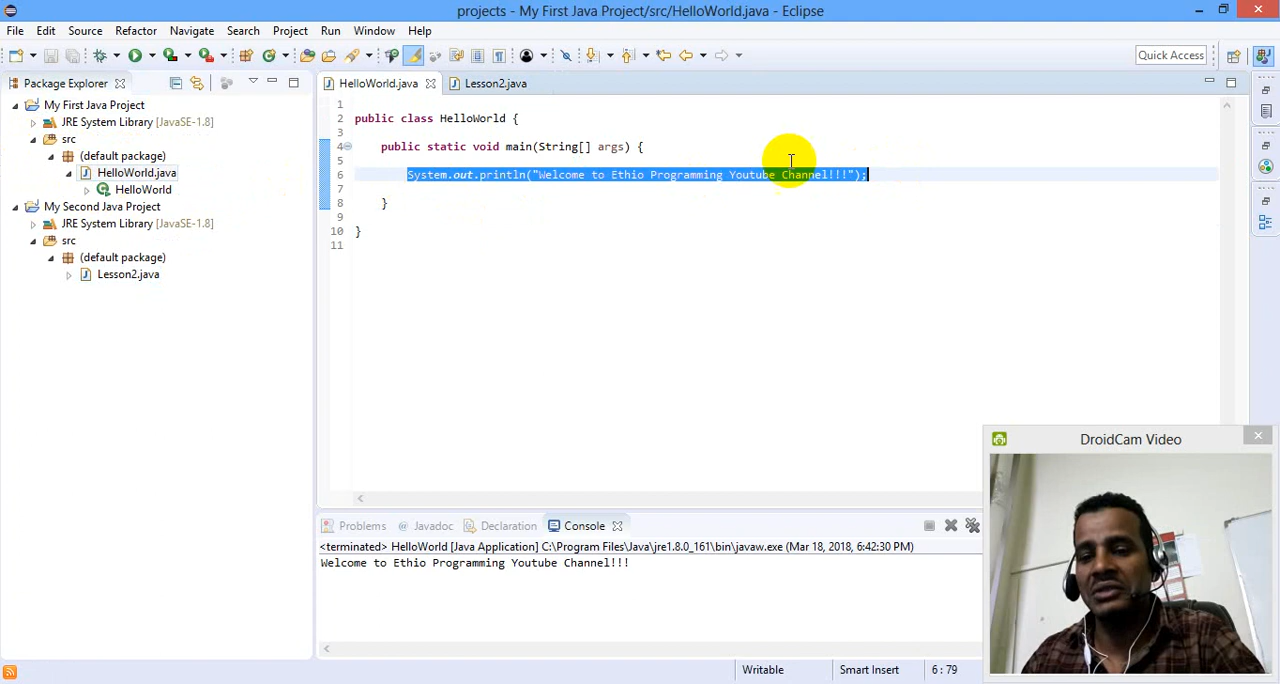 projects - My First Java Project/src/HelloWorld.java - Eclipse
File Edit Source Refactor Navigate Search Project Run Window Help
Quick Access
Package Explorer
My First Java Project
JRE System Library [JavaSE-1.8]
src
(default package)
HelloWorld.java
HelloWorld
My Second Java Project
JRE System Library [JavaSE-1.8]
src
(default package)
Lesson2.java
HelloWorld.java Lesson2.java
1
2 public class HelloWorld {
3
4 public static void main(String[] args) {
5
6 System.out.println("Welcome to Ethio Programming Youtube Channel!!!");
7
8 }
9
10 }
11
DroidCam Video
Problems @ Javadoc Declaration Console
<terminated> HelloWorld [Java Application] C:\Program Files\Java\jre1.8.0_161\bin\javaw.exe (Mar 18, 2018, 6:42:30 PM)
Welcome to Ethio Programming Youtube Channel!!!
Writable Smart Insert 6 : 79